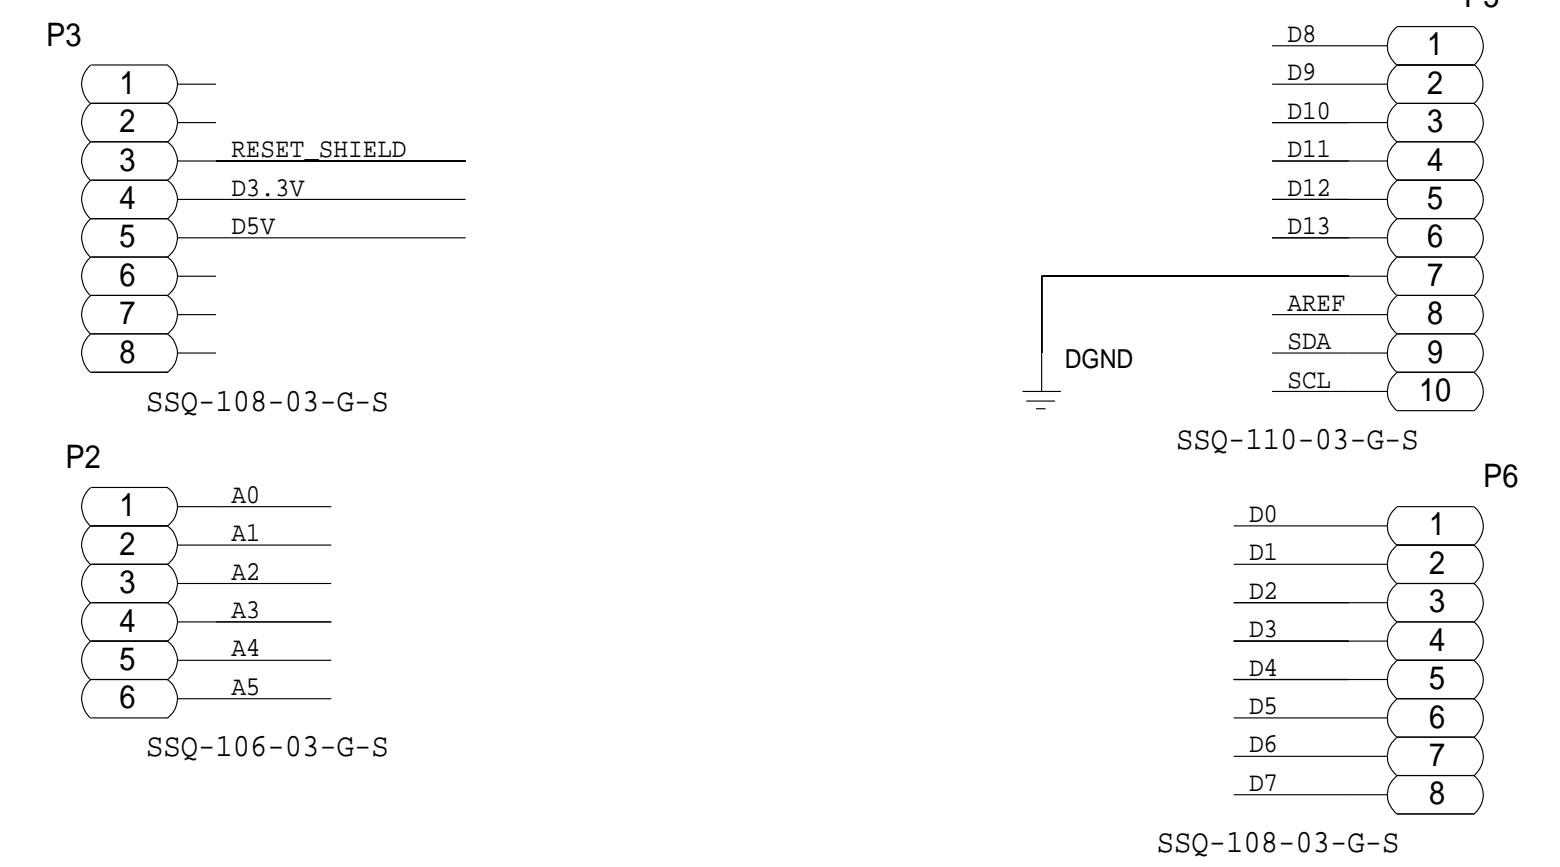 P3
1
2
3 RESET_SHIELD
4 D3.3V
5 D5V
6
7
8
SSQ-108-03-G-S
P2
1 A0
2 A1
3 A2
4 A3
5 A4
6 A5
SSQ-106-03-G-S
D8 1
D9 2
D10 3
D11 4
D12 5
D13 6
7
AREF 8
DGND
SDA 9
SCL 10
SSQ-110-03-G-S
P6
D0 1
D1 2
D2 3
D3 4
D4 5
D5 6
D6 7
D7 8
SSQ-108-03-G-S